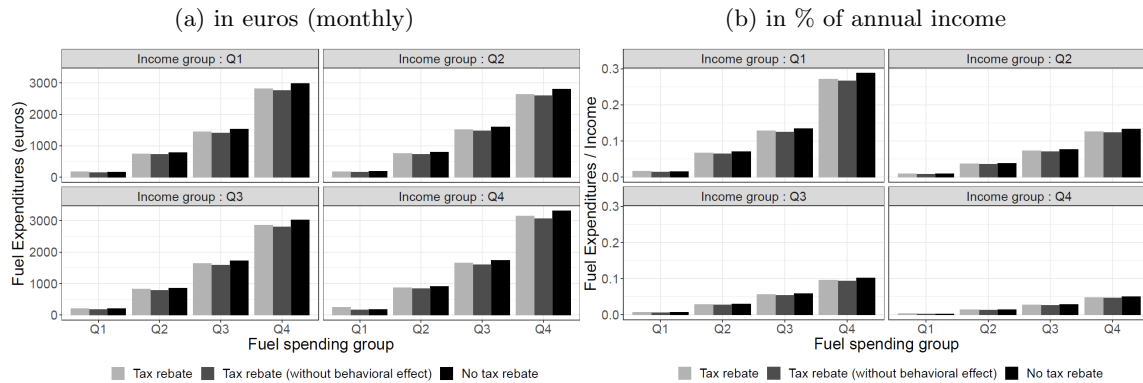 (a) in euros (monthly)
Income group : Q1
Income group : Q2
3000
2000
1000
0
Income group : Q3
Income group : Q4
3000
2000
1000
0
Q1 Q2 Q3 Q4
Q1 Q2 Q3 Q4
Fuel Expenditures (euros)
Fuel spending group
Tax rebate Tax rebate (without behavioral effect) No tax rebate
(b) in % of annual income
Income group : Q1
Income group : Q2
0.3
0.2
0.1
0.0
Income group : Q3
Income group : Q4
0.3
0.2
0.1
0.0
Q1 Q2 Q3 Q4
Q1 Q2 Q3 Q4
Fuel Expenditures / Income
Fuel spending group
Tax rebate Tax rebate (without behavioral effect) No tax rebate